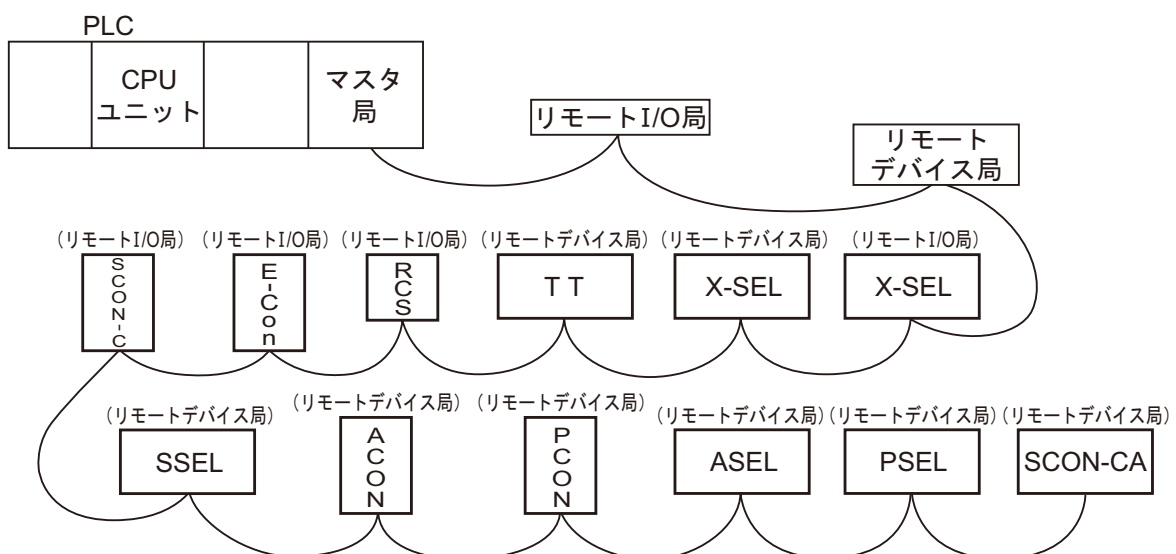 PLC
CPU
ユニット
マスタ
局
リモートI/O局
リモート
デバイス局
（リモートI/O局）
（リモートI/O局）
（リモートI/O局）
（リモートデバイス局）
（リモートデバイス局）
（リモートI/O局）
SCON-C
E-Con
RCS
T T
X-SEL
X-SEL
（リモートデバイス局）
（リモートデバイス局）
（リモートデバイス局）
（リモートデバイス局）
（リモートデバイス局）
（リモートデバイス局）
SSEL
ACON
PCON
ASEL
PSEL
SCON-CA